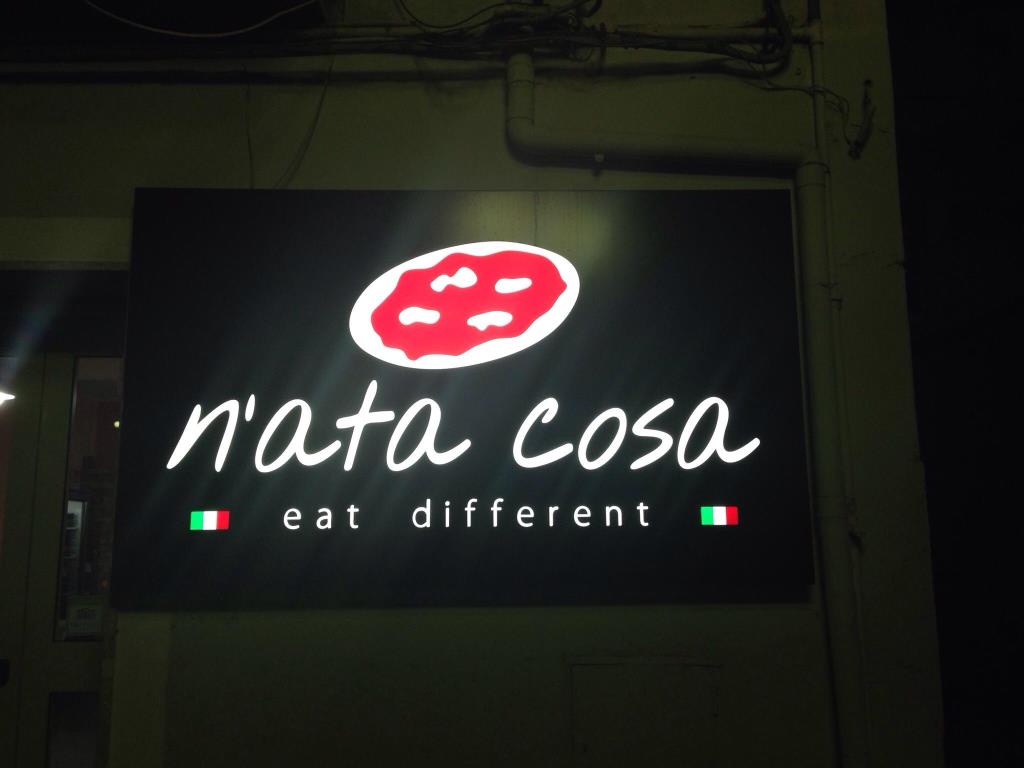 n'ata cosa
eat different